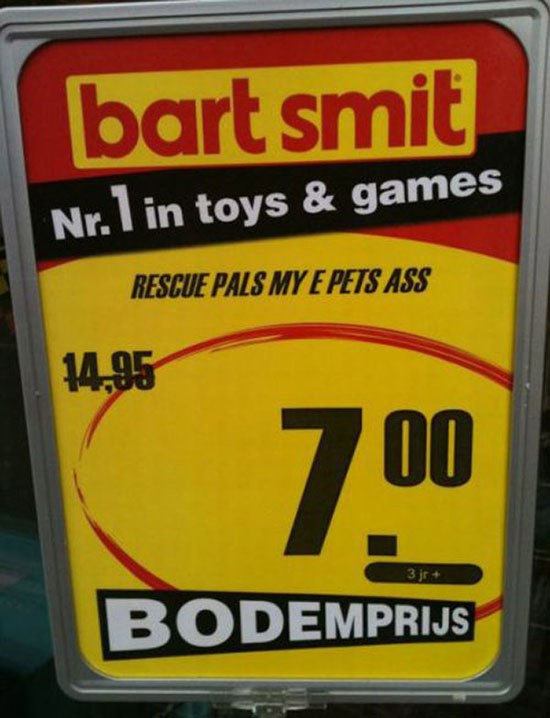 bart smit
Nr.1 in toys & games
RESCUE PALS MY E PETS ASS
14,95
7.00
3 jr +
BODEMPRIJS